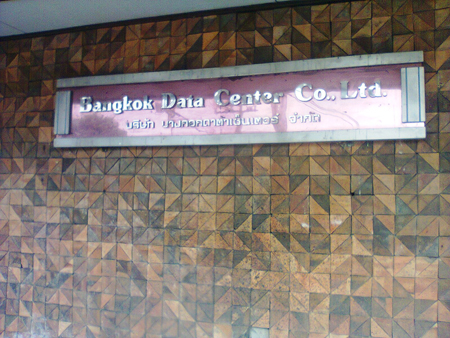 Bangkok Data Center Co., Ltd.
บริษัท บางกอกดาต้าเซ็นเตอร์ จำกัด